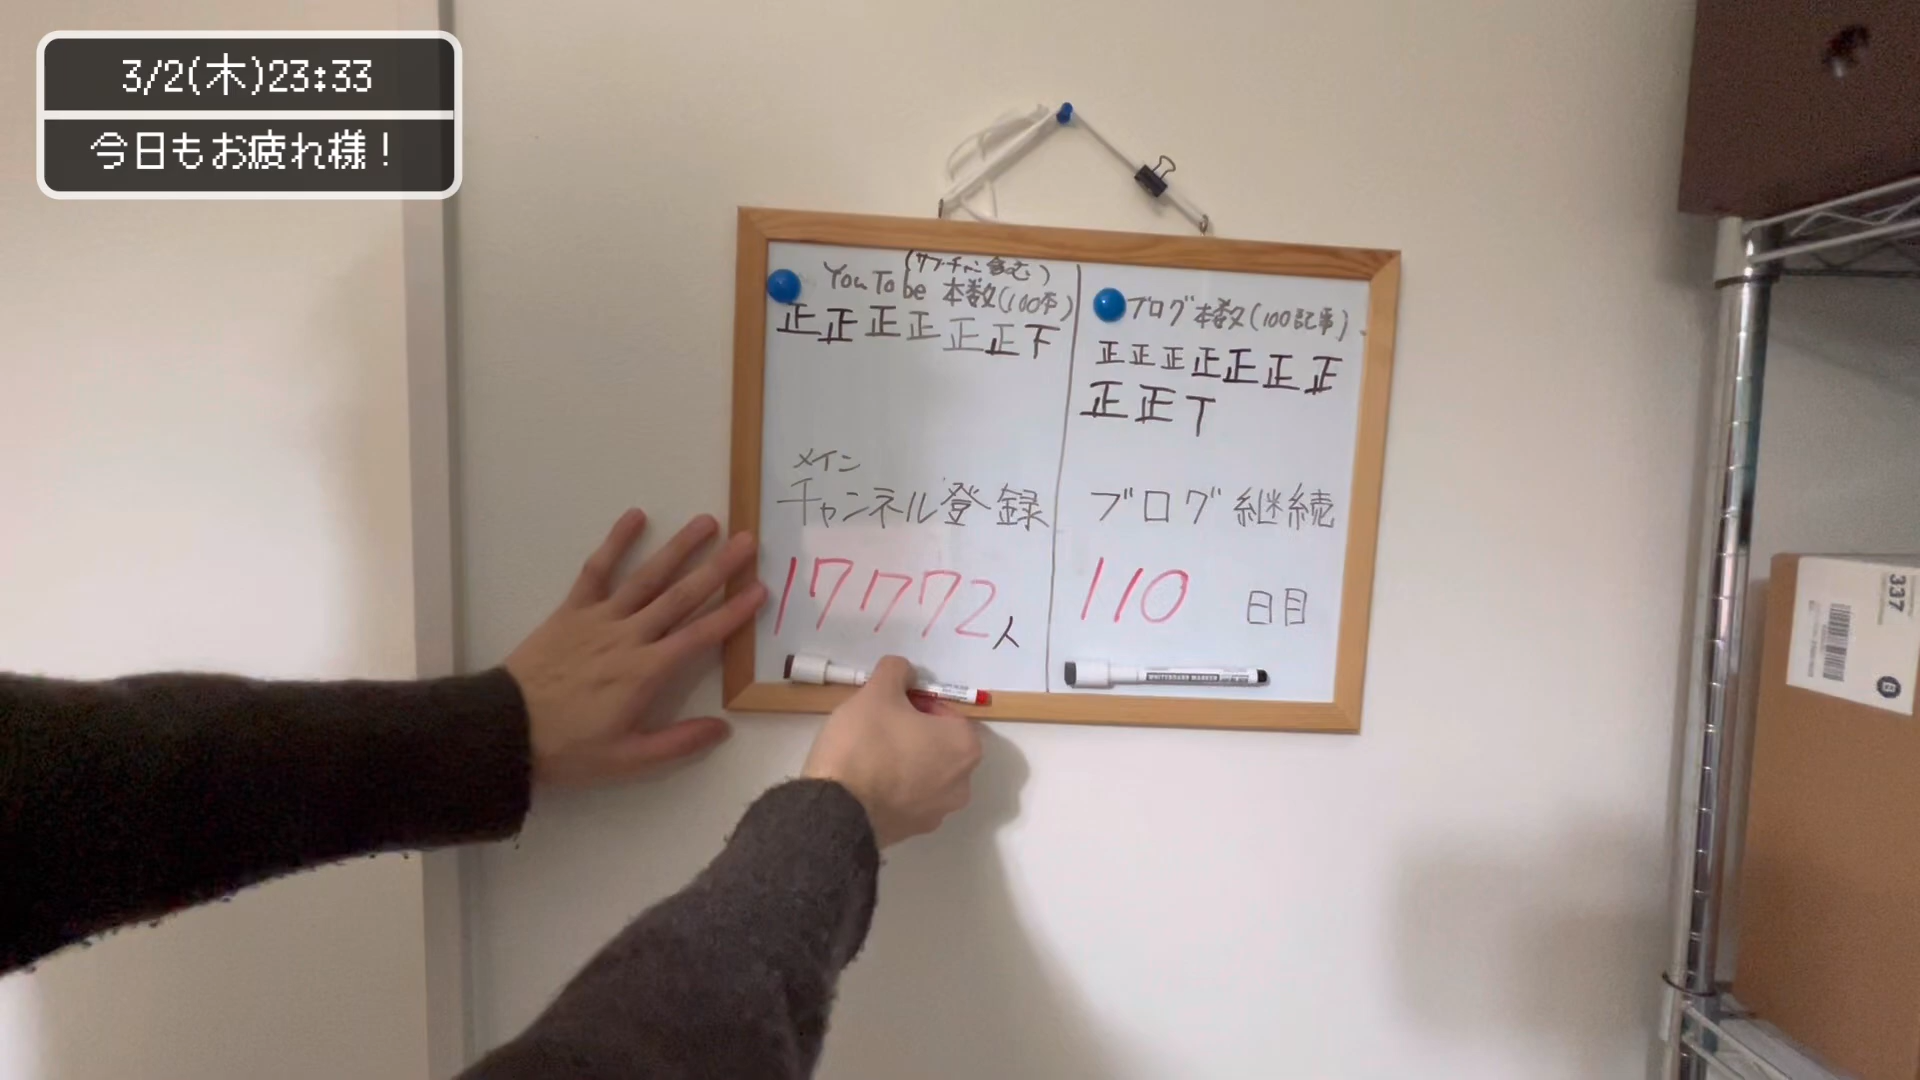 3/2(木)23:33
今日もお疲れ様！
(サブチャン含む)
YouTobe 本数(100本)
正正正正正正下
メイン
チャンネル登録
17772人
ブログ本数(100記事)
正正正正正正正
正正T
ブログ継続
110 日目
WHITEBOARD MARKER
337